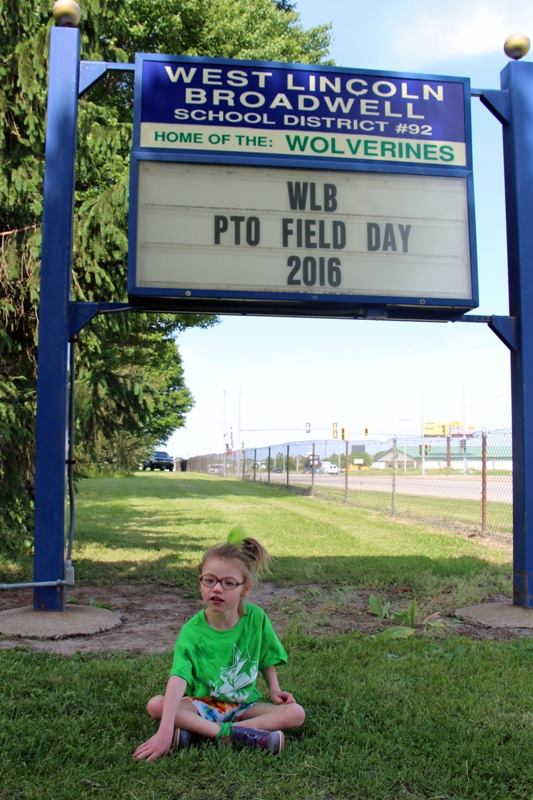 WEST LINCOLN
BROADWELL
SCHOOL DISTRICT #92
HOME OF THE: WOLVERINES
WLB
PTO FIELD DAY
2016